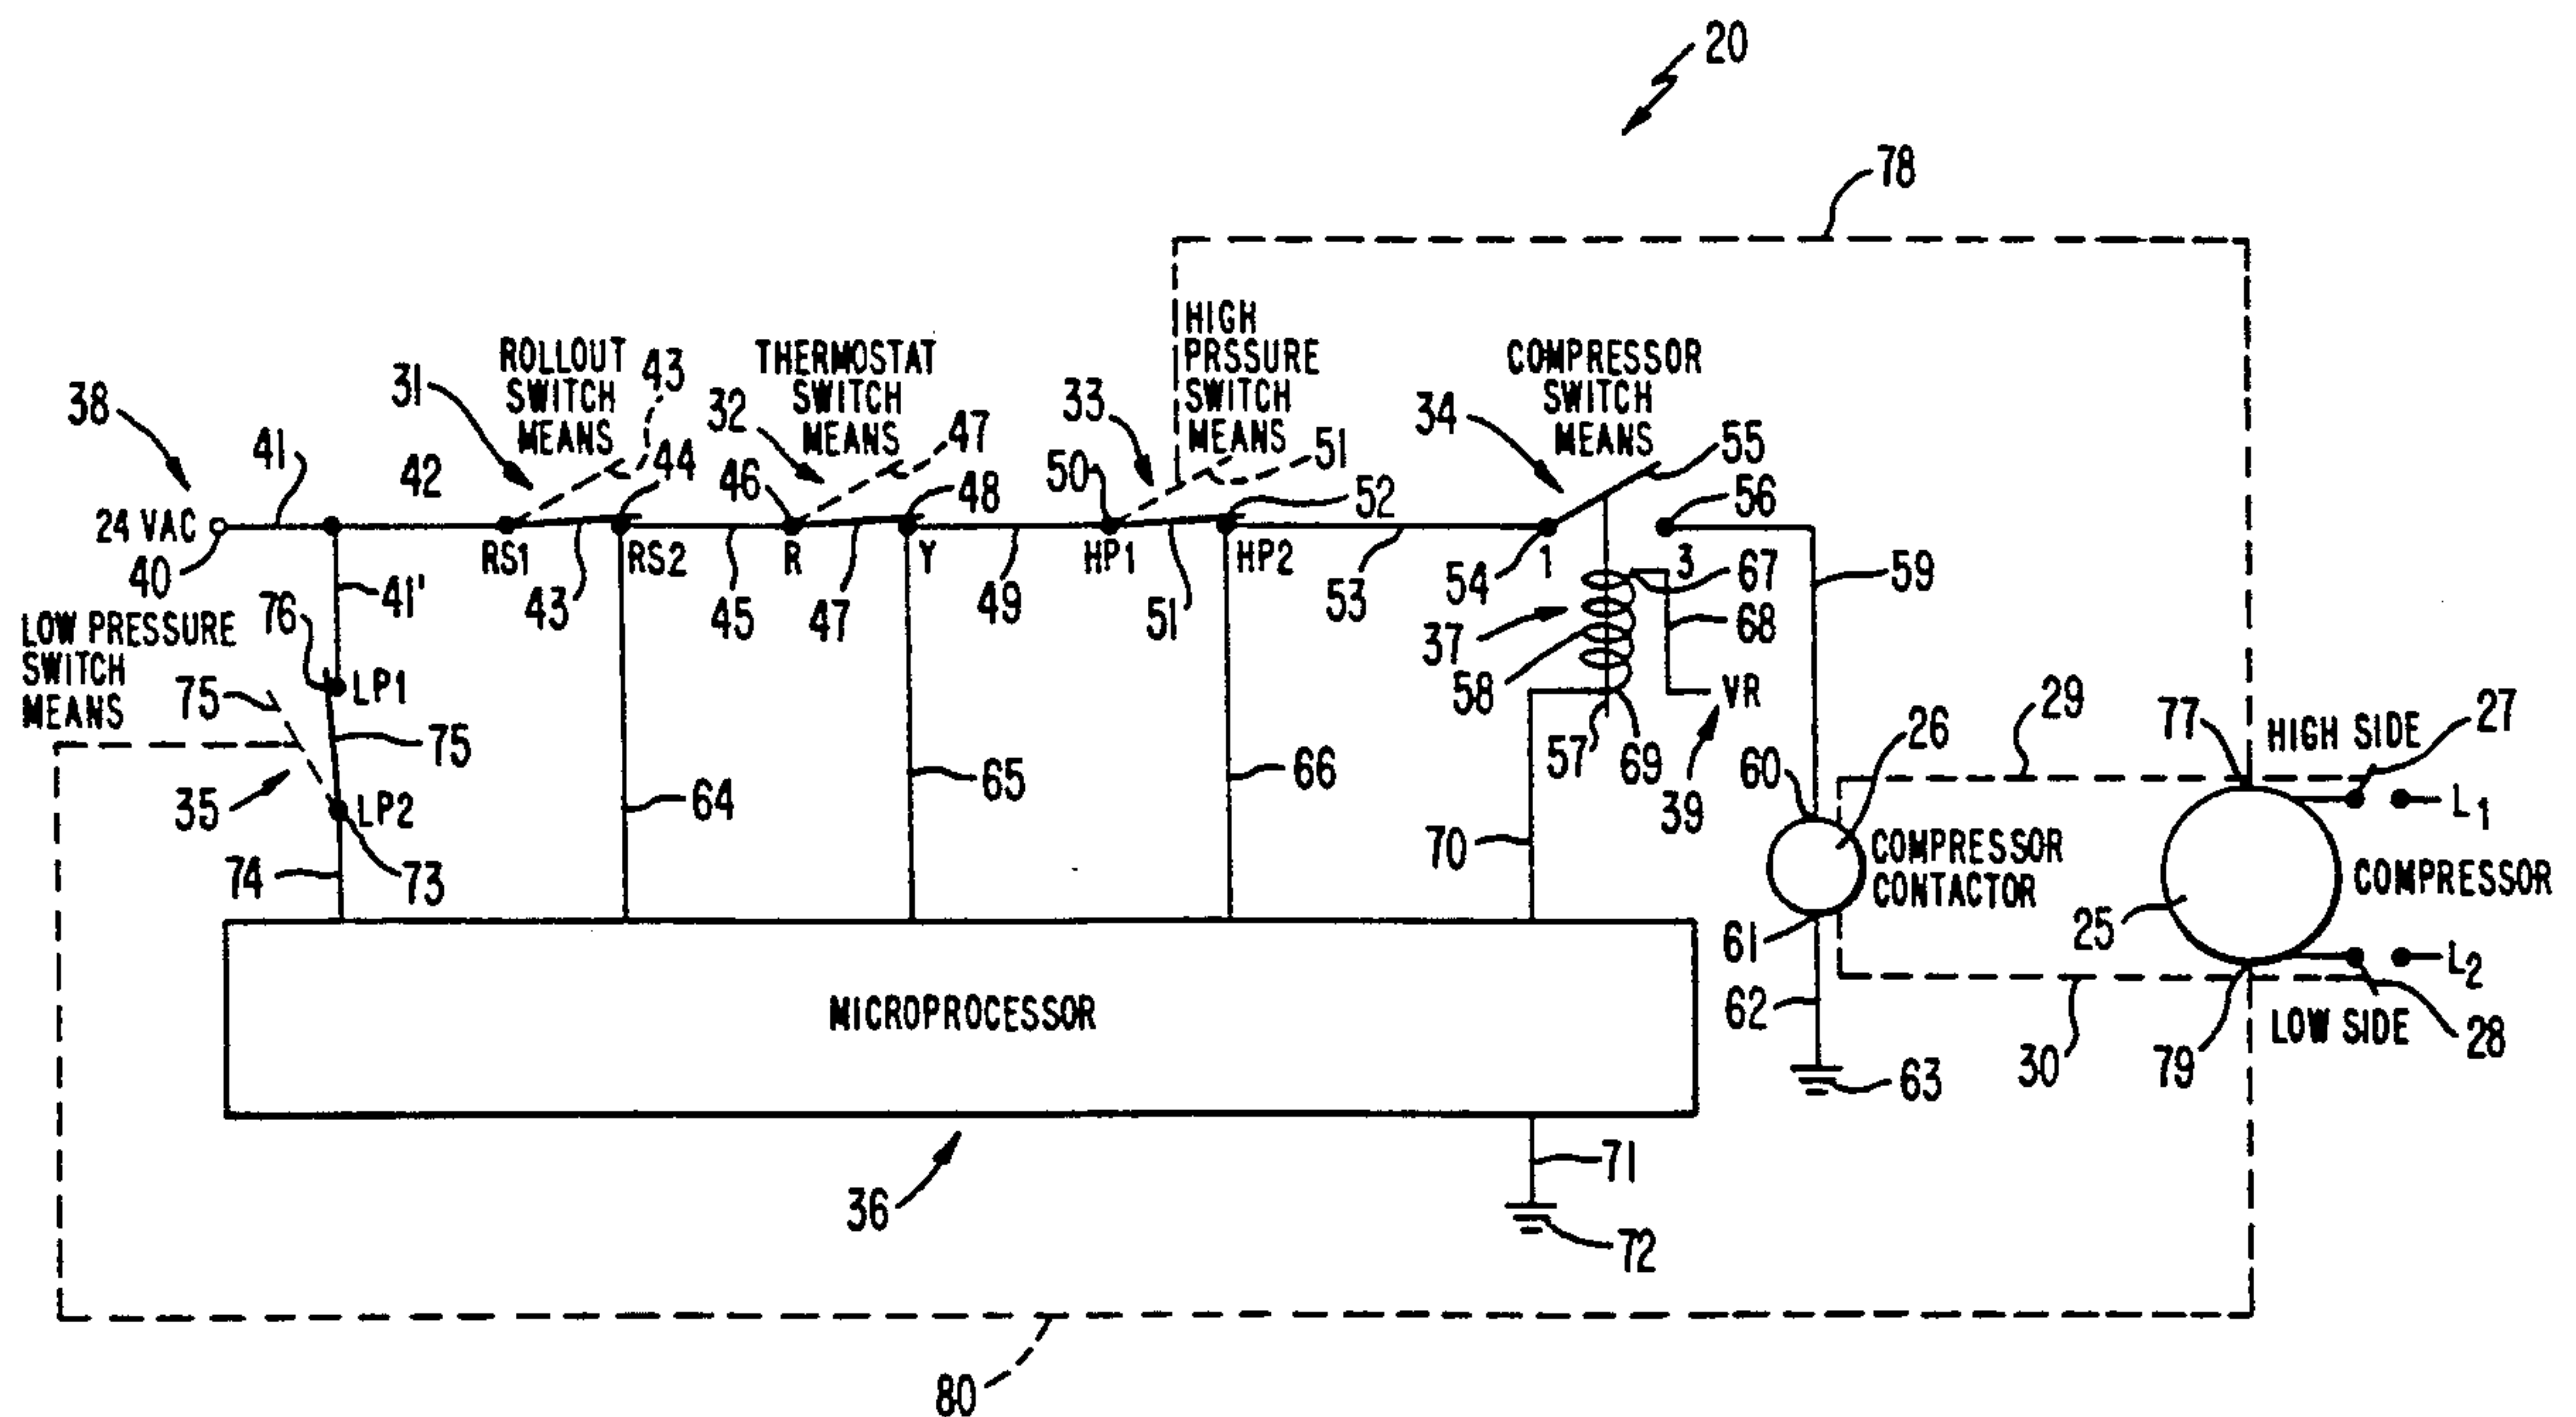 20
78
HIGH
PRSSURE
SWITCH
MEANS
ROLLOUT
SWITCH
MEANS
43
THERMOSTAT
SWITCH
MEANS
COMPRESSOR
SWITCH
MEANS
38
31
32
33
34
41
42
44
46
47
48
50
51
52
55
56
24 VAC
40
RS1
43
RS2
45
R
47
Y
49
HP1
51
HP2
53
54
1
3
67
59
41'
76
LOW PRESSURE
SWITCH
MEANS
37
68
58
75
LP1
75
VR
57
69
39
26
29
77
HIGH SIDE
27
35
LP2
64
65
66
60
L1
70
COMPRESSOR
CONTACTOR
COMPRESSOR
74
73
25
61
L2
MICROPROCESSOR
62
63
30
79
LOW SIDE
28
36
71
72
80